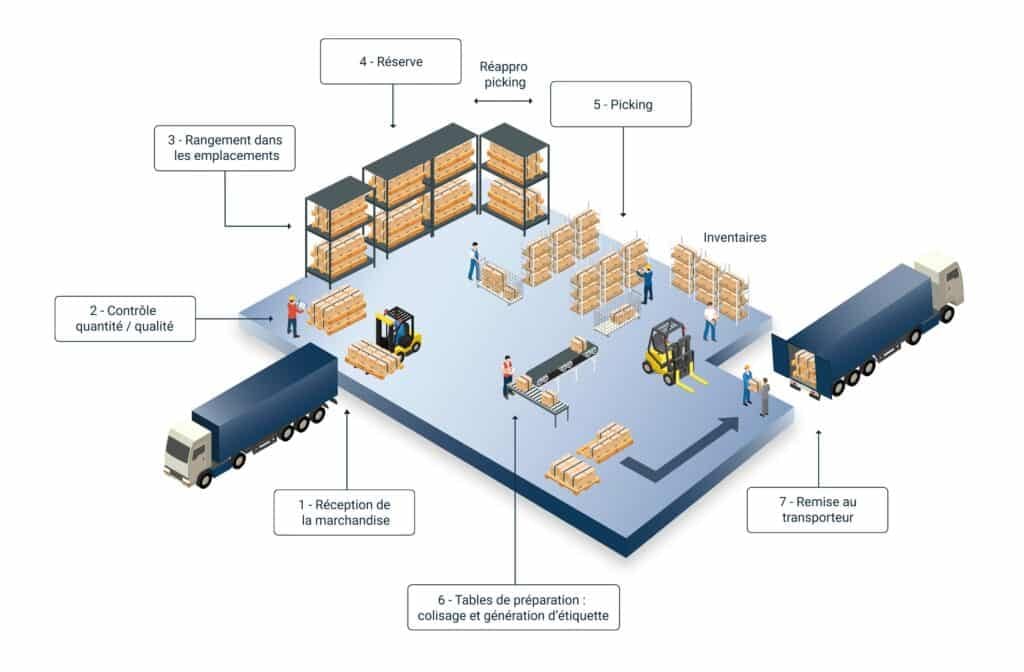 4 - Réserve
Réappro
picking
5 - Picking
3 - Rangement dans
les emplacements
Inventaires
2 - Contrôle
quantité / qualité
1 - Réception de
la marchandise
7 - Remise au
transporteur
6 - Tables de préparation :
colisage et génération d'étiquette